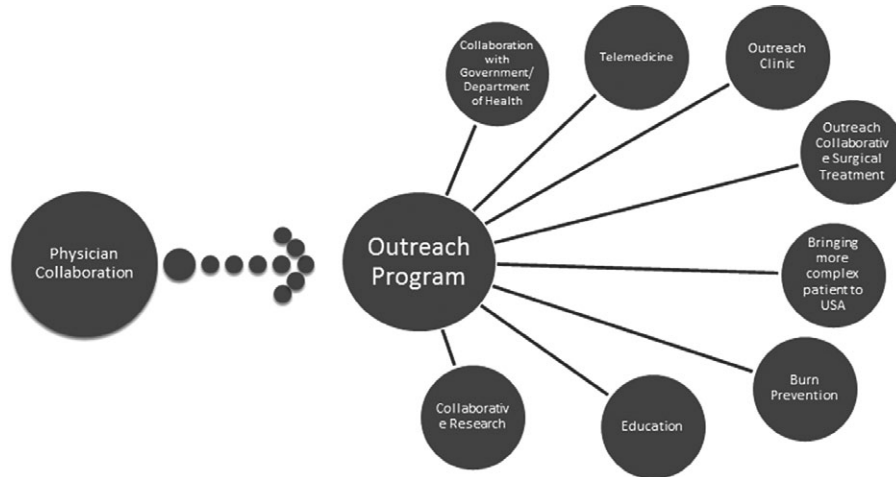 Physician
Collaboration
Outreach
Program
Collaboration
with
Government/
Department
of Health
Telemedicine
Outreach
Clinic
Outreach
Collaborativ
e Surgical
Treatment
Bringing
more
complex
patient to
USA
Burn
Prevention
Education
Collaborativ
e Research